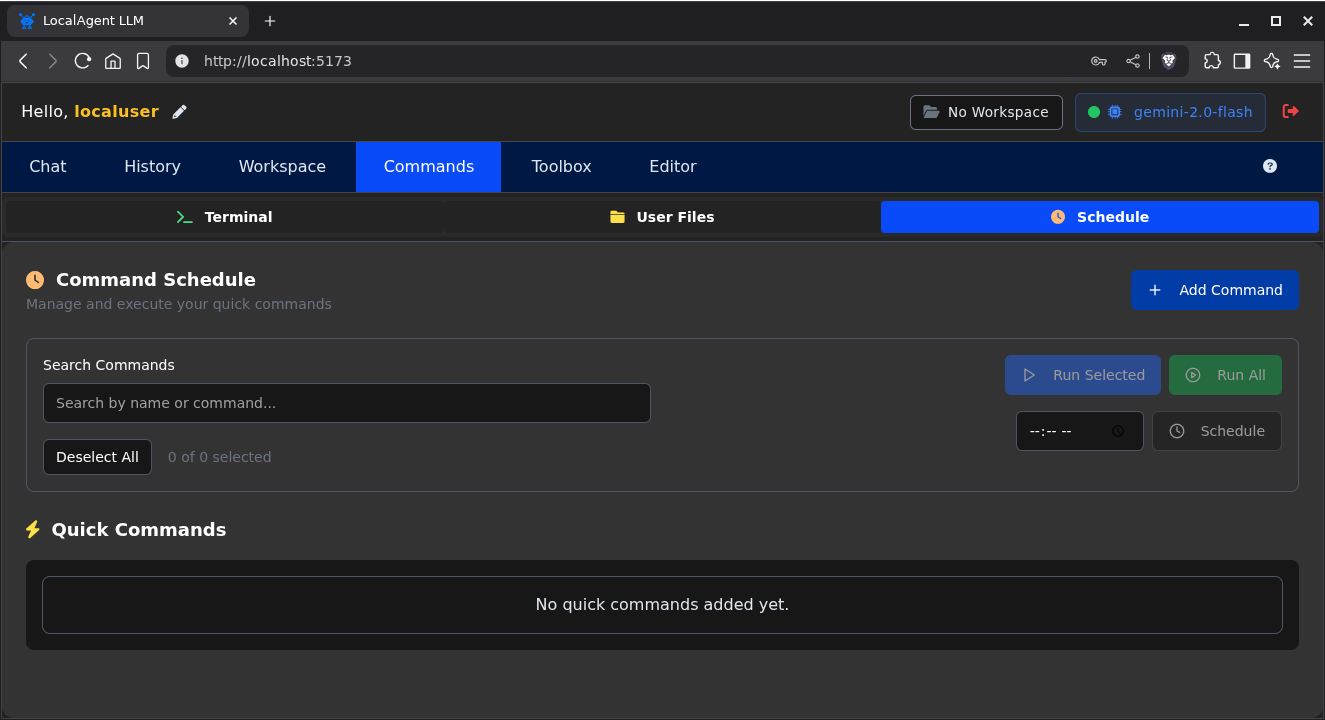 LocalAgent LLM
http://localhost:5173
Hello, localuser
No Workspace
gemini-2.0-flash
Chat
History
Workspace
Commands
Toolbox
Editor
Terminal
User Files
Schedule
Command Schedule
Manage and execute your quick commands
Add Command
Search Commands
Search by name or command...
Run Selected
Run All
--:-- --
Schedule
Deselect All
0 of 0 selected
Quick Commands
No quick commands added yet.